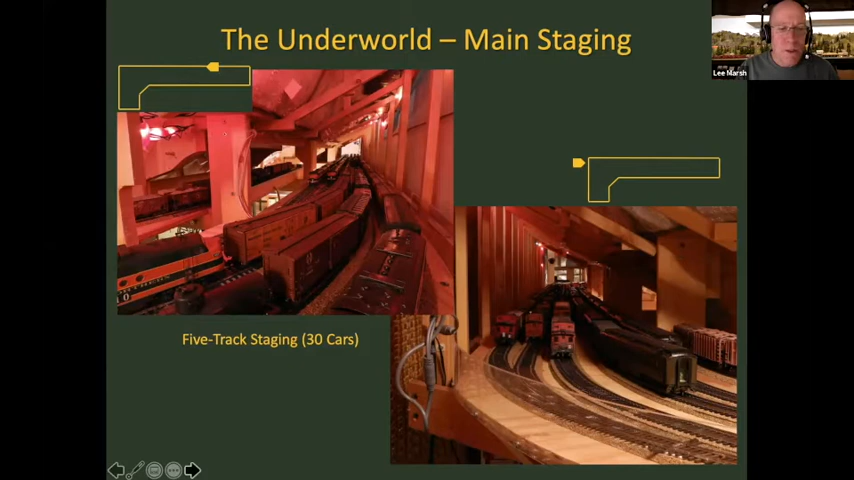 The Underworld – Main Staging
Lee Marsh
Five-Track Staging (30 Cars)